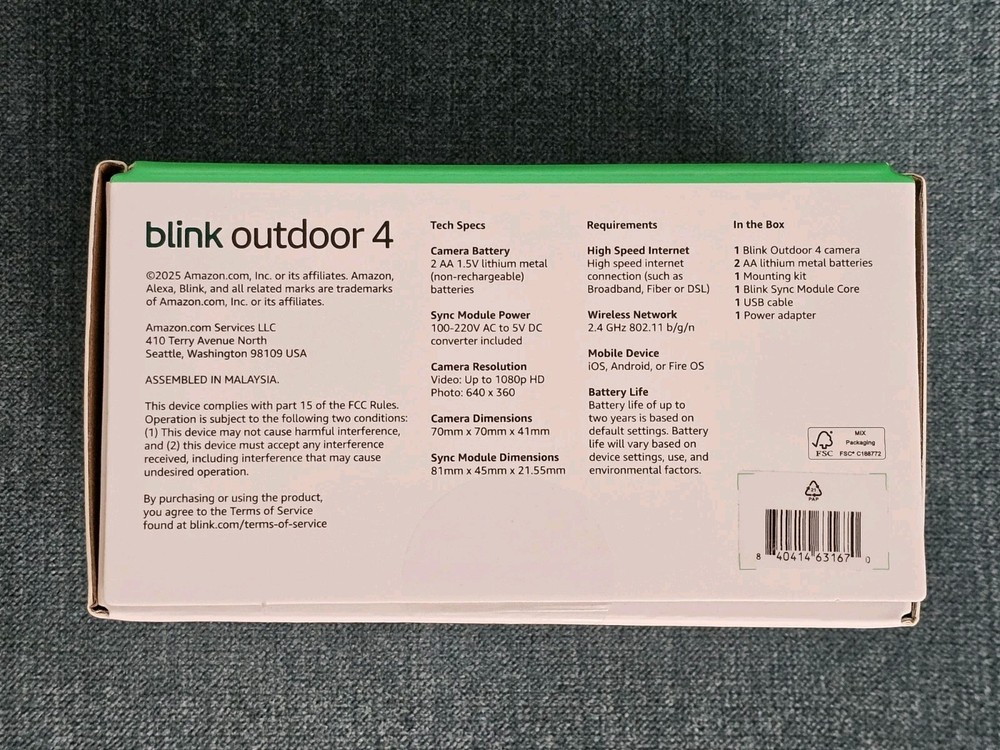 blink outdoor 4
©2025 Amazon.com, Inc. or its affiliates. Amazon,
Alexa, Blink, and all related marks are trademarks
of Amazon.com, Inc. or its affiliates.
Amazon.com Services LLC
410 Terry Avenue North
Seattle, Washington 98109 USA
ASSEMBLED IN MALAYSIA.
This device complies with part 15 of the FCC Rules.
Operation is subject to the following two conditions:
(1) This device may not cause harmful interference,
and (2) this device must accept any interference
received, including interference that may cause
undesired operation.
By purchasing or using the product,
you agree to the Terms of Service
found at blink.com/terms-of-service
Tech Specs
Camera Battery
2 AA 1.5V lithium metal
(non-rechargeable)
batteries
Sync Module Power
100-220V AC to 5V DC
converter included
Camera Resolution
Video: Up to 1080p HD
Photo: 640 x 360
Camera Dimensions
70mm x 70mm x 41mm
Sync Module Dimensions
81mm x 45mm x 21.55mm
Requirements
High Speed Internet
High speed internet
connection (such as
Broadband, Fiber or DSL)
Wireless Network
2.4 GHz 802.11 b/g/n
Mobile Device
iOS, Android, or Fire OS
Battery Life
Battery life of up to
two years is based on
default settings. Battery
life will vary based on
device settings, use, and
environmental factors.
In the Box
1 Blink Outdoor 4 camera
2 AA lithium metal batteries
1 Mounting kit
1 Blink Sync Module Core
1 USB cable
1 Power adapter
FSC
MIX
Packaging
FSC® C188772
21
PAP
8 40414 63167 0